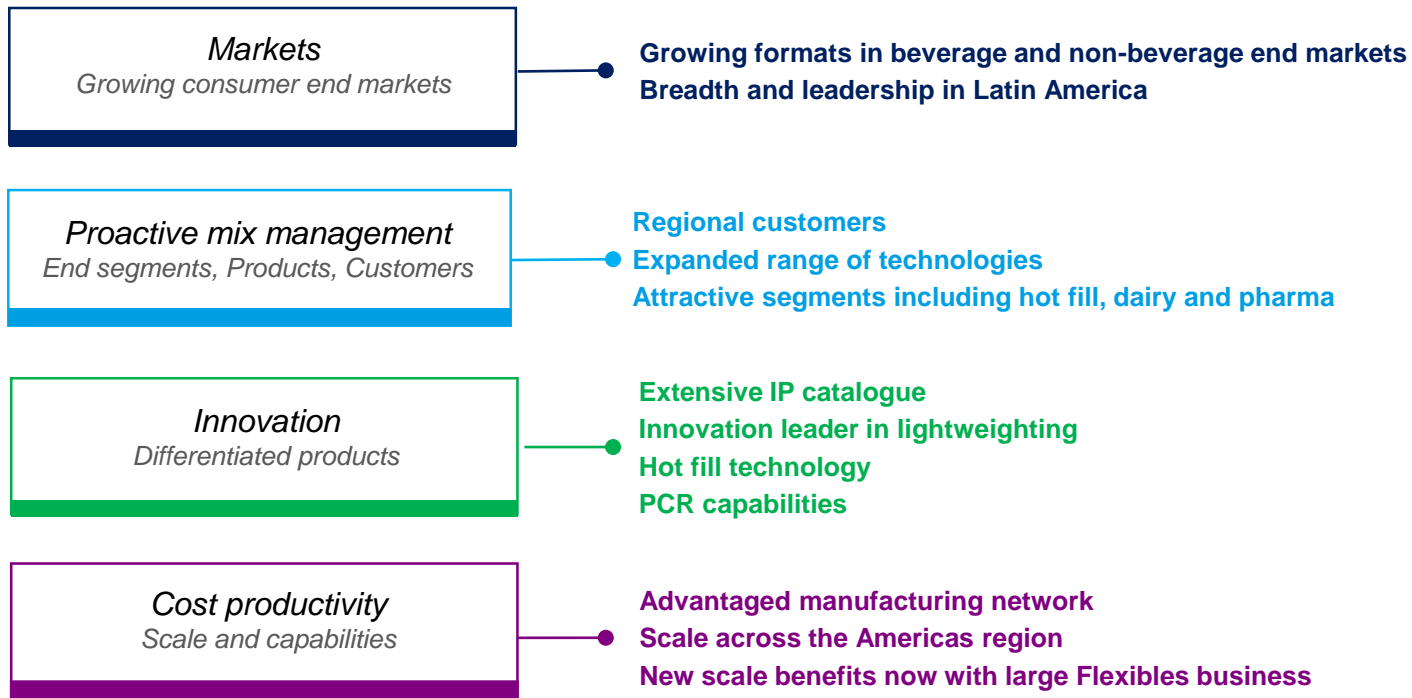 Markets
Growing consumer end markets
Growing formats in beverage and non-beverage end markets
Breadth and leadership in Latin America
Proactive mix management
End segments, Products, Customers
Regional customers
Expanded range of technologies
Attractive segments including hot fill, dairy and pharma
Innovation
Differentiated products
Extensive IP catalogue
Innovation leader in lightweighting
Hot fill technology
PCR capabilities
Cost productivity
Scale and capabilities
Advantaged manufacturing network
Scale across the Americas region
New scale benefits now with large Flexibles business